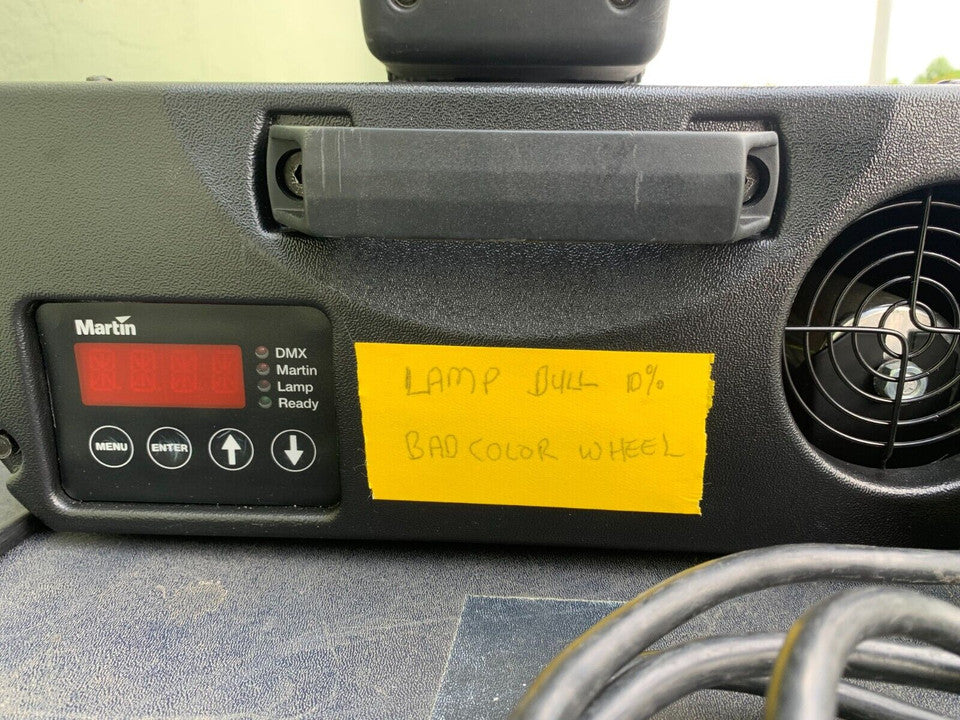 Martin
DMX
Martin
Lamp
Ready
MENU ENTER
LAMP DULL 10%
BAD COLOR WHEEL